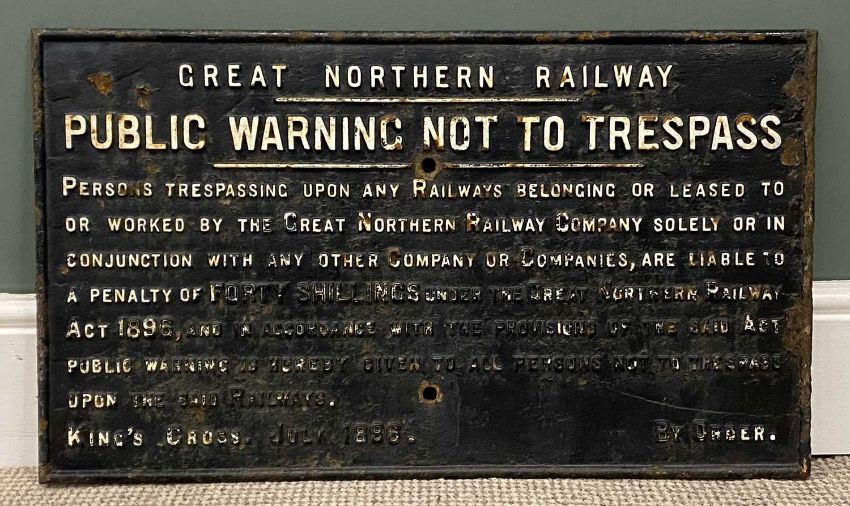 GREAT NORTHERN RAILWAY
PUBLIC WARNING NOT TO TRESPASS
PERSONS TRESPASSING UPON ANY RAILWAYS BELONGING OR LEASED TO
OR WORKED BY THE GREAT NORTHERN RAILWAY COMPANY SOLELY OR IN
CONJUNCTION WITH ANY OTHER COMPANY OR COMPANIES, ARE LIABLE TO
A PENALTY OF FORTY SHILLINGS UNDER THE GREAT NORTHERN RAILWAY
ACT 1896, AND IN ACCORDANCE WITH THE PROVISIONS OF THE SAID ACT
PUBLIC WARNING IS HEREBY GIVEN TO ALL PERSONS NOT TO TRESPASS
UPON THE SAID RAILWAYS.
KING'S CROSS. JULY 1896. BY ORDER.